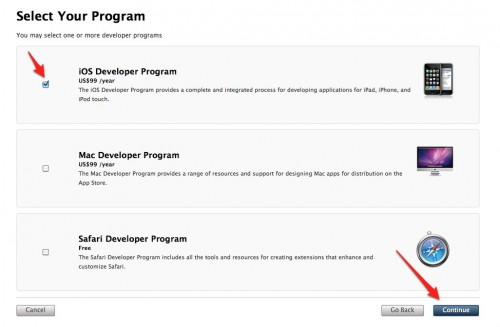 Select Your Program
You may select one or more developer programs
iOS Developer Program
US$99 /year
The iOS Developer Program provides a complete and integrated process for developing applications for iPad, iPhone, and
iPod touch.
Mac Developer Program
US$99 /year
The Mac Developer Program provides a range of resources and support for designing Mac apps for distribution on the
App Store.
Safari Developer Program
Free
The Safari Developer Program includes all the tools and resources for creating extensions that enhance and
customize Safari.
Cancel
Go Back
Continue